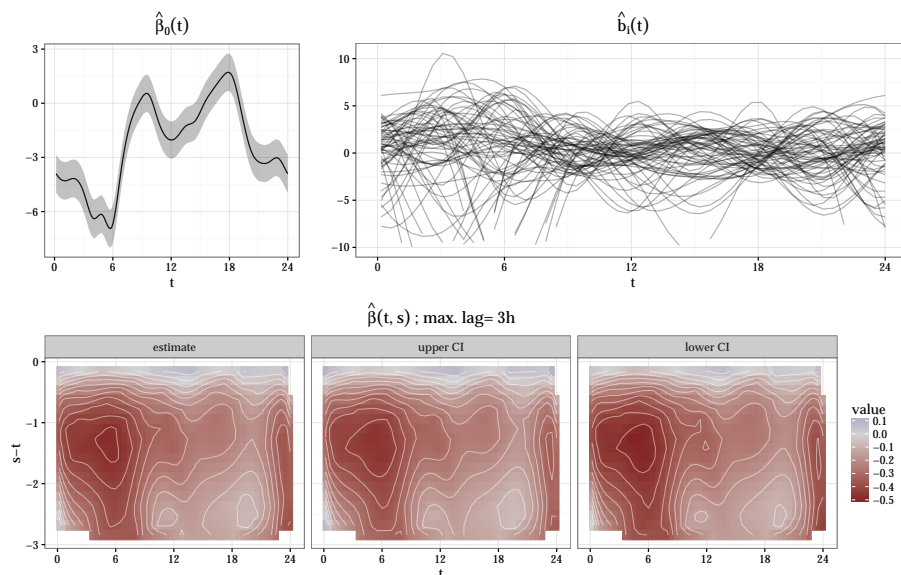 β̂₀(t)
b̂ᵢ(t)
3
0
−3
−6
0 6 12 18 24
t
10
5
0
−5
−10
0 6 12 18 24
t
β̂(t, s) ; max. lag= 3h
estimate upper CI lower CI
s−t
0
−1
−2
−3
0 6 12 18 24 0 6 12 18 24 0 6 12 18 24
t
value
0.1
0.0
−0.1
−0.2
−0.3
−0.4
−0.5